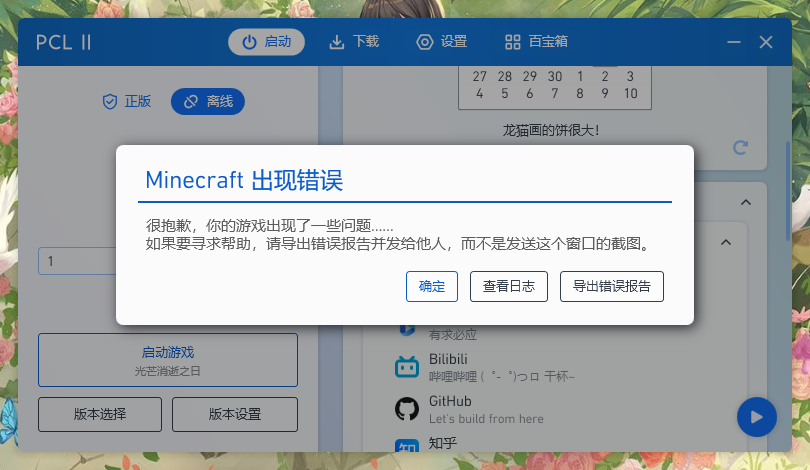 PCL II
启动
下载
设置
百宝箱
正版
离线
27 28 29 30 1 2 3
4 5 6 7 8 9 10
龙猫画的饼很大!
Minecraft 出现错误
很抱歉，你的游戏出现了一些问题……
如果要寻求帮助，请导出错误报告并发给他人，而不是发送这个窗口的截图。
确定
查看日志
导出错误报告
1
有求必应
启动游戏
光芒消逝之日
版本选择
版本设置
Bilibili
哔哩哔哩 ( ゜- ゜)つロ 干杯~
GitHub
Let's build from here
知乎